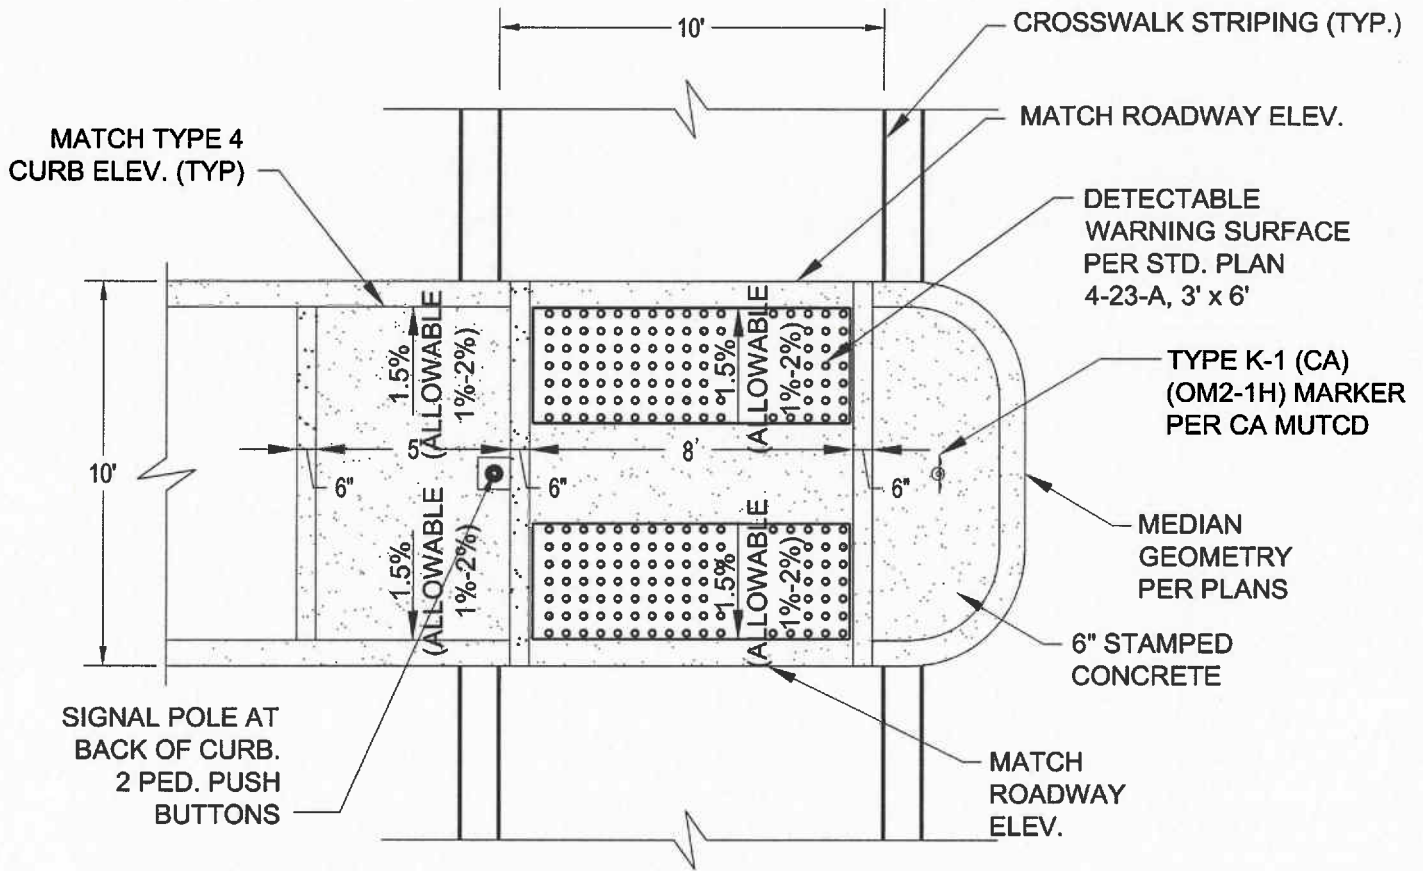 10'
CROSSWALK STRIPING (TYP.)
MATCH ROADWAY ELEV.
MATCH TYPE 4
CURB ELEV. (TYP)
DETECTABLE
WARNING SURFACE
PER STD. PLAN
4-23-A, 3' x 6'
TYPE K-1 (CA)
(OM2-1H) MARKER
PER CA MUTCD
1.5%
(ALLOWABLE
1%-2%)
1.5%
(ALLOWABLE
1%-2%)
10'
5'
8'
6"
6"
6"
1.5%
(ALLOWABLE
1%-2%)
1.5%
(ALLOWABLE
1%-2%)
MEDIAN
GEOMETRY
PER PLANS
6" STAMPED
CONCRETE
SIGNAL POLE AT
BACK OF CURB.
2 PED. PUSH
BUTTONS
MATCH
ROADWAY
ELEV.